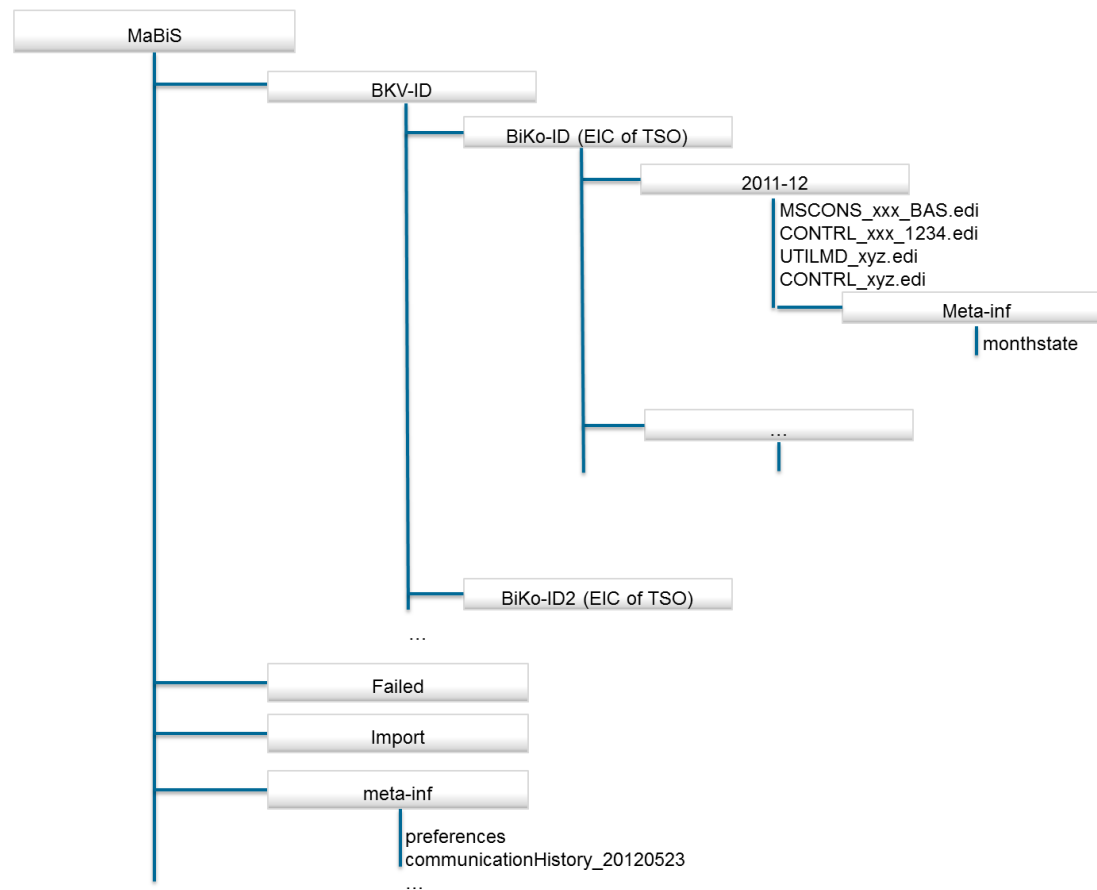 MaBiS
BKV-ID
BiKo-ID (EIC of TSO)
2011-12
MSCONS_xxx_BAS.edi
CONTRL_xxx_1234.edi
UTILMD_xyz.edi
CONTRL_xyz.edi
Meta-inf
monthstate
...
BiKo-ID2 (EIC of TSO)
...
Failed
Import
meta-inf
preferences
communicationHistory_20120523
...